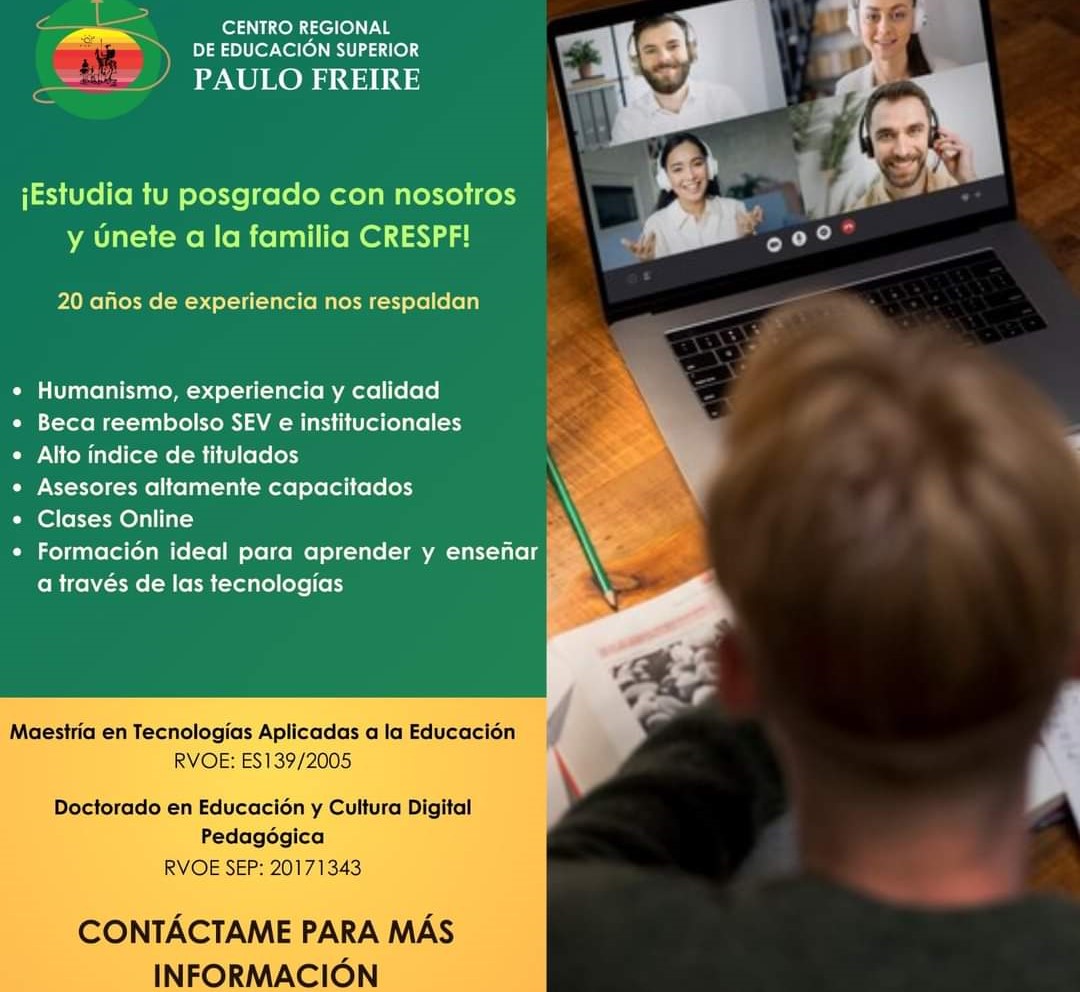 CENTRO REGIONAL
DE EDUCACIÓN SUPERIOR
PAULO FREIRE
¡Estudia tu posgrado con nosotros
y únete a la familia CRESPF!
20 años de experiencia nos respaldan
• Humanismo, experiencia y calidad
• Beca reembolso SEV e institucionales
• Alto índice de titulados
• Asesores altamente capacitados
• Clases Online
• Formación ideal para aprender y enseñar
a través de las tecnologías
Maestría en Tecnologías Aplicadas a la Educación
RVOE: ES139/2005
Doctorado en Educación y Cultura Digital
Pedagógica
RVOE SEP: 20171343
CONTÁCTAME PARA MÁS
INFORMACIÓN